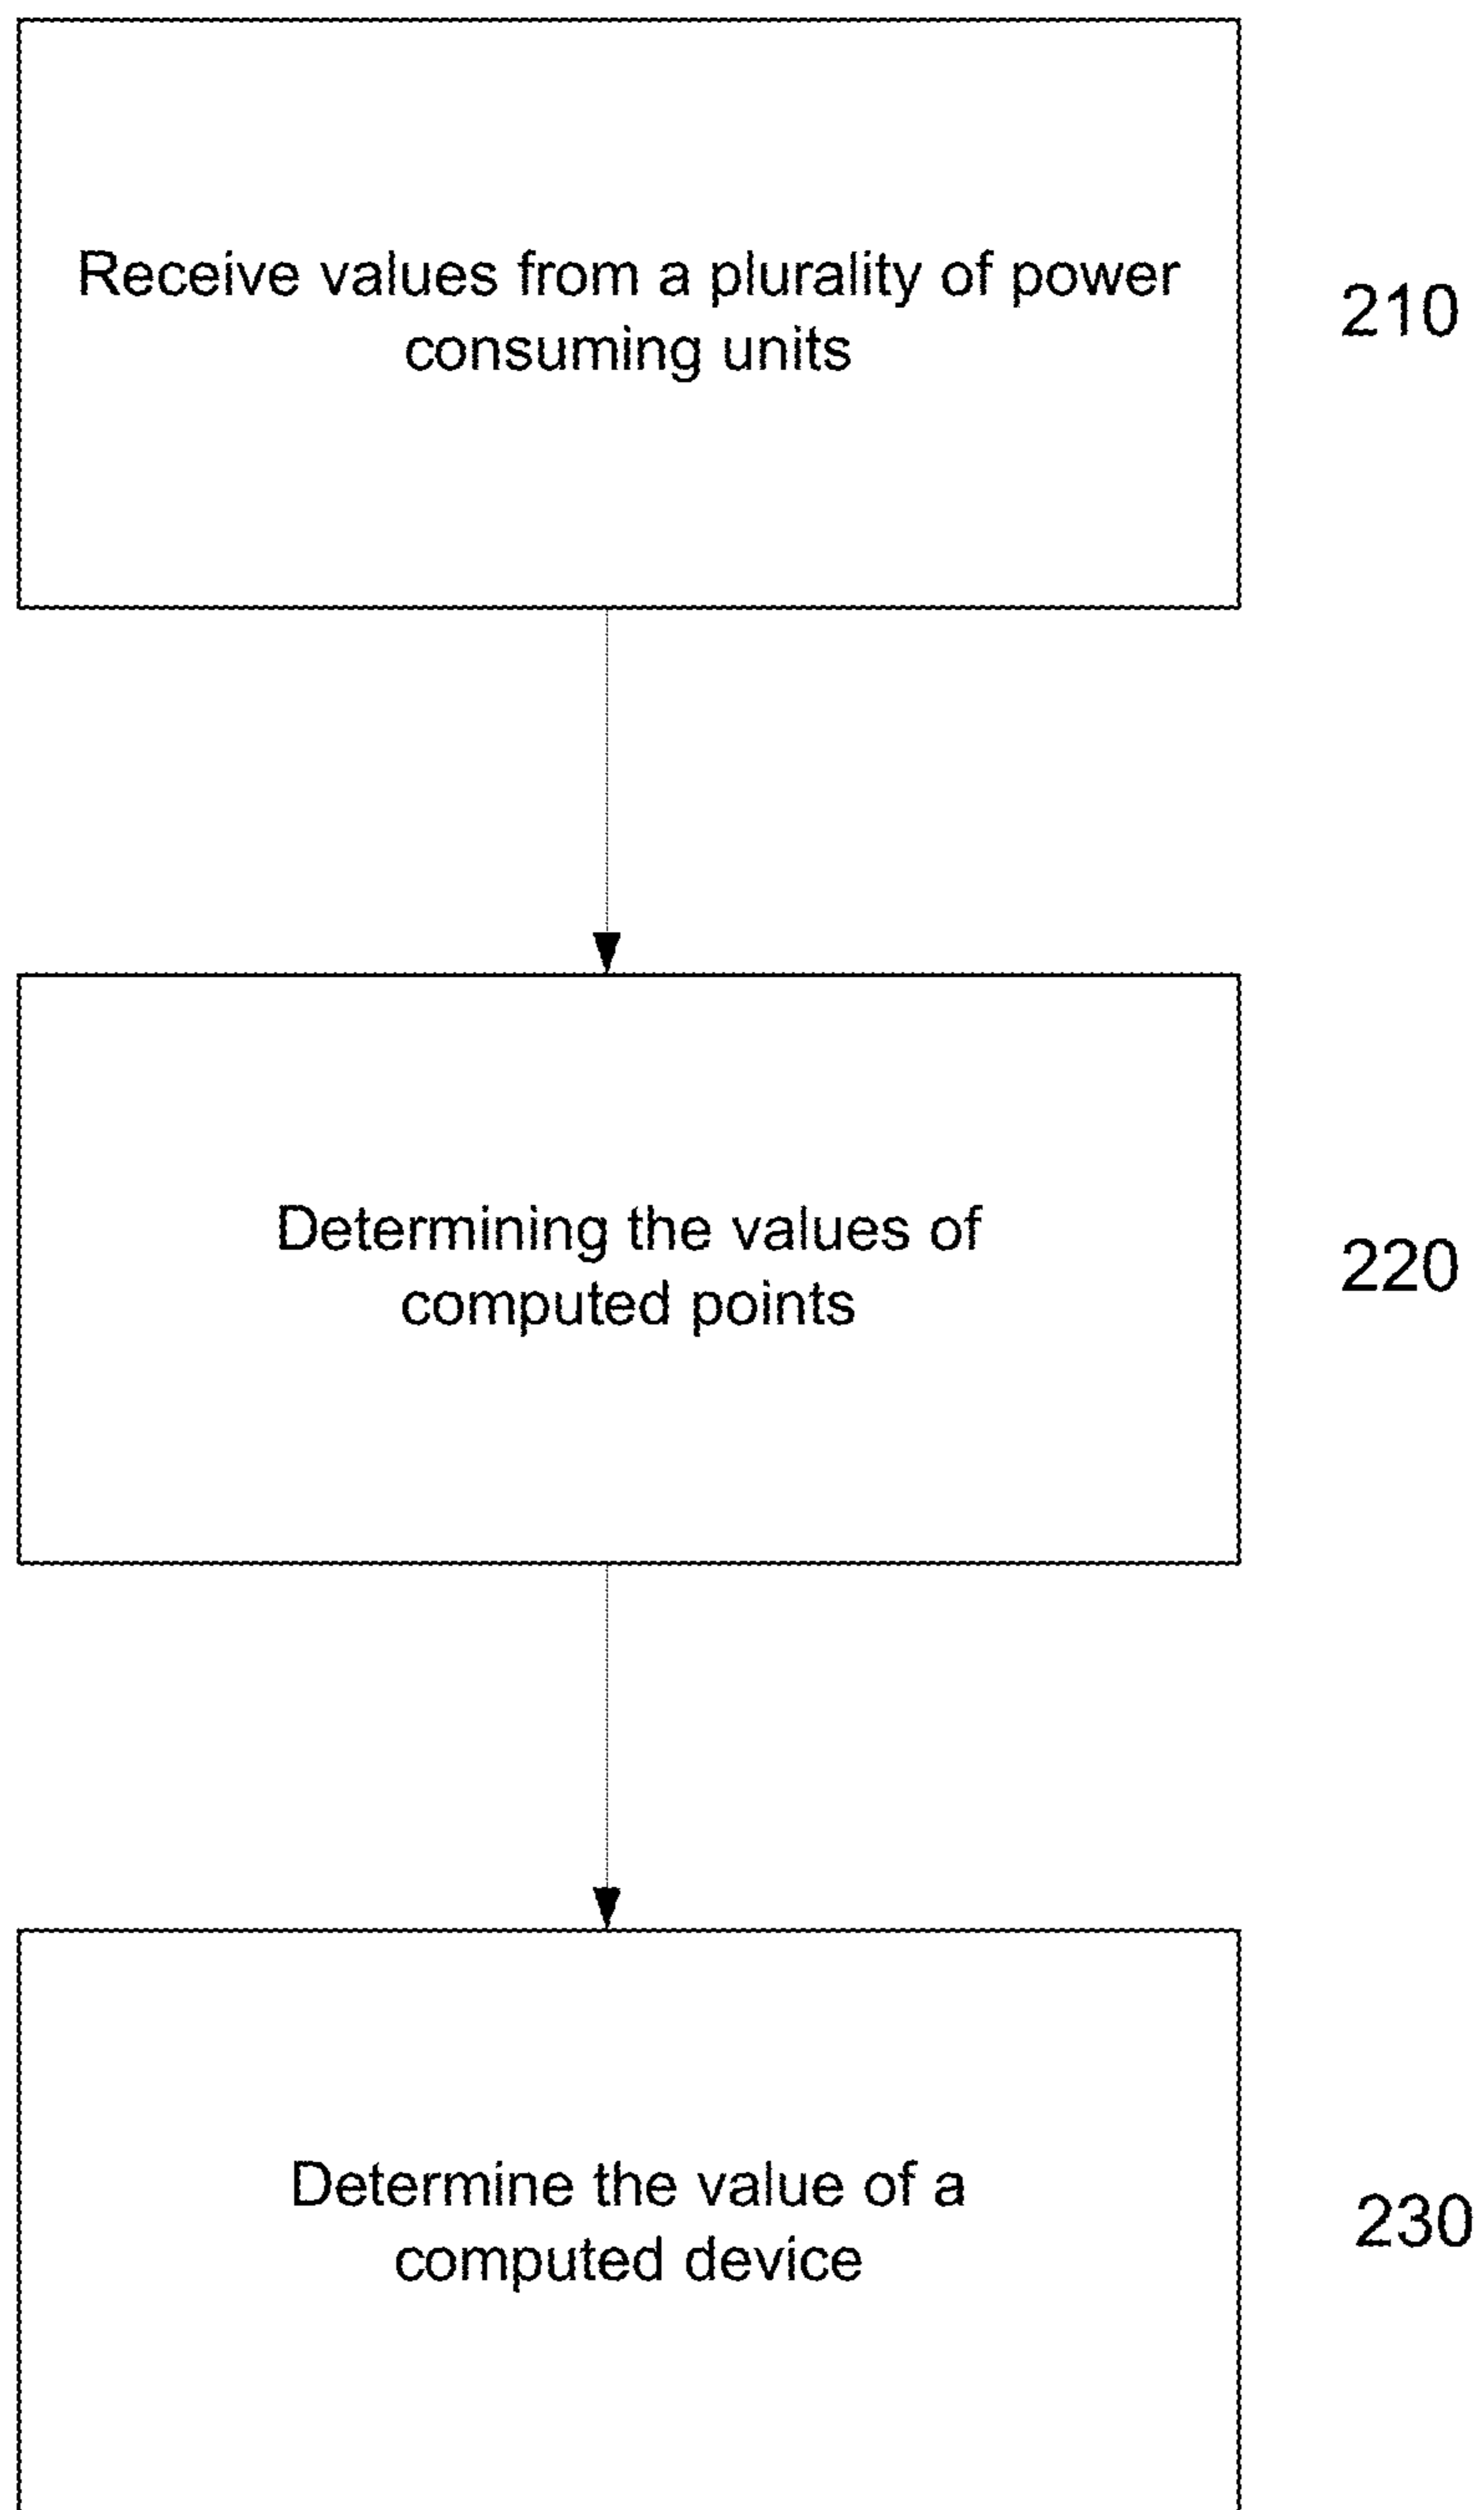 Receive values from a plurality of power
consuming units
210
Determining the values of
computed points
220
Determine the value of a
computed device
230